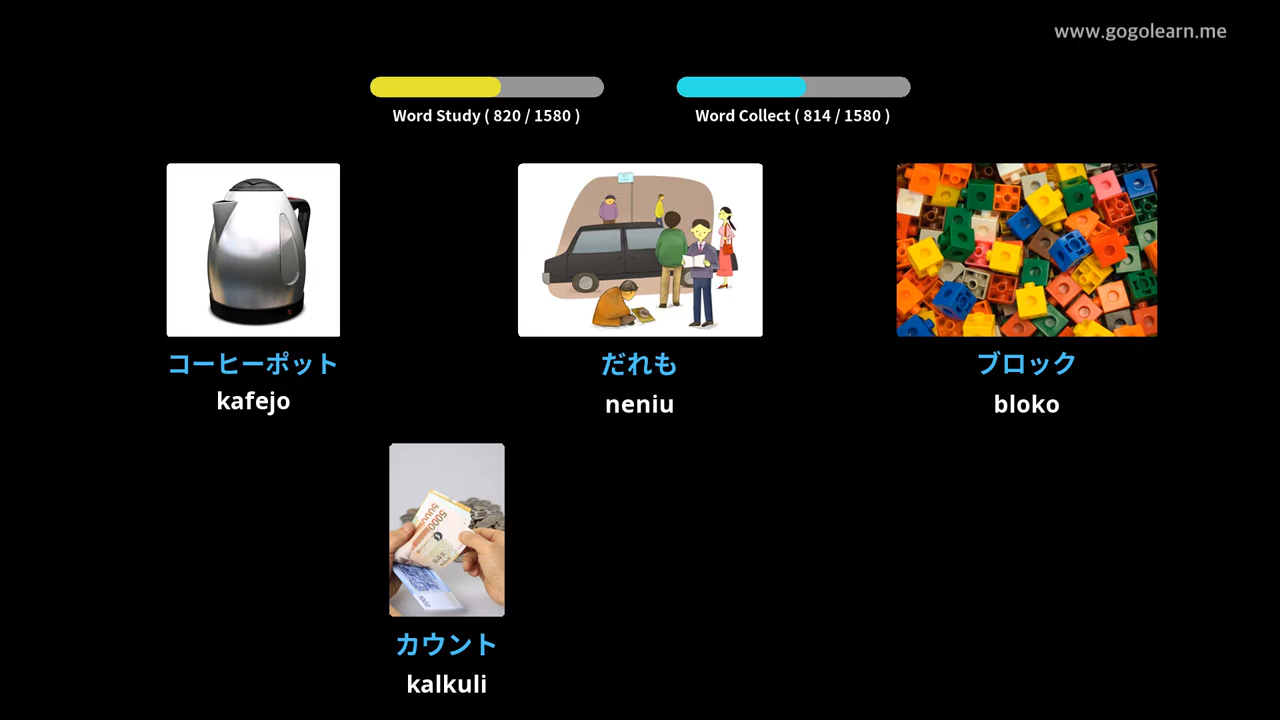 www.gogolearn.me
Word Study ( 820 / 1580 )
Word Collect ( 814 / 1580 )
コーヒーポット
だれも
ブロック
kafejo
neniu
bloko
5000
カウント
kalkuli